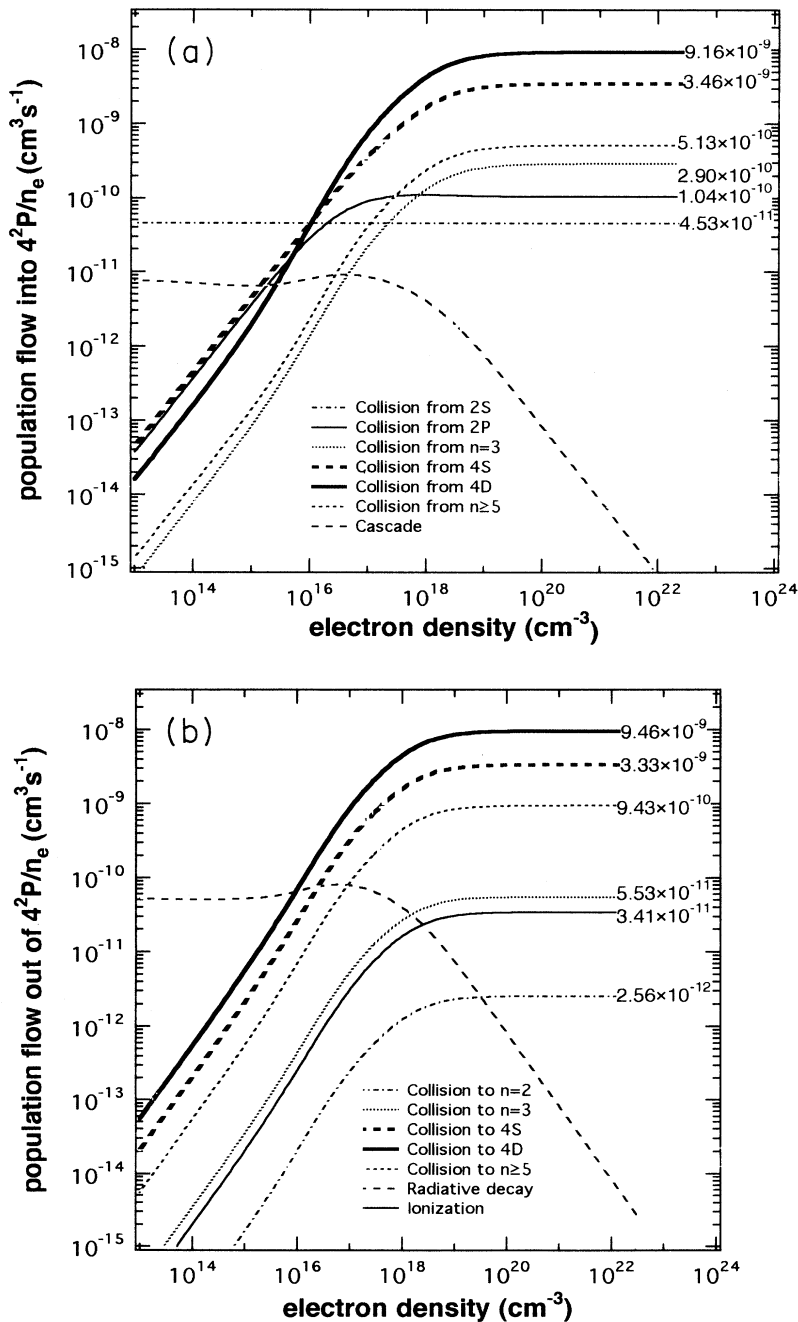 (a)
population flow into 4²P/nₑ (cm³s⁻¹)
10⁻⁸
10⁻⁹
10⁻¹⁰
10⁻¹¹
10⁻¹²
10⁻¹³
10⁻¹⁴
10⁻¹⁵
9.16×10⁻⁹
3.46×10⁻⁹
5.13×10⁻¹⁰
2.90×10⁻¹⁰
1.04×10⁻¹⁰
4.53×10⁻¹¹
Collision from 2S
Collision from 2P
Collision from n=3
Collision from 4S
Collision from 4D
Collision from n≥5
Cascade
10¹⁴ 10¹⁶ 10¹⁸ 10²⁰ 10²² 10²⁴
electron density (cm⁻³)
(b)
population flow out of 4²P/nₑ (cm³s⁻¹)
10⁻⁸
10⁻⁹
10⁻¹⁰
10⁻¹¹
10⁻¹²
10⁻¹³
10⁻¹⁴
10⁻¹⁵
9.46×10⁻⁹
3.33×10⁻⁹
9.43×10⁻¹⁰
5.53×10⁻¹¹
3.41×10⁻¹¹
2.56×10⁻¹²
Collision to n=2
Collision to n=3
Collision to 4S
Collision to 4D
Collision to n≥5
Radiative decay
Ionization
10¹⁴ 10¹⁶ 10¹⁸ 10²⁰ 10²² 10²⁴
electron density (cm⁻³)